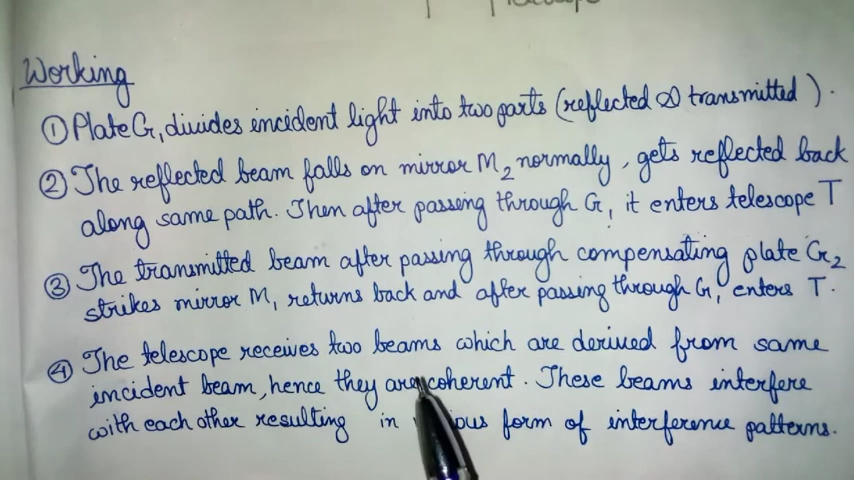 Working
① Plate G₁ divides incident light into two parts (reflected & transmitted).
② The reflected beam falls on mirror M₂ normally, gets reflected back
along same path. Then after passing through G₁ it enters telescope T
③ The transmitted beam after passing through compensating plate G₂
strikes mirror M₁ returns back and after passing through G₁ enters T.
④ The telescope receives two beams which are derived from same
incident beam, hence they are coherent. These beams interfere
with each other resulting in form of interference patterns.